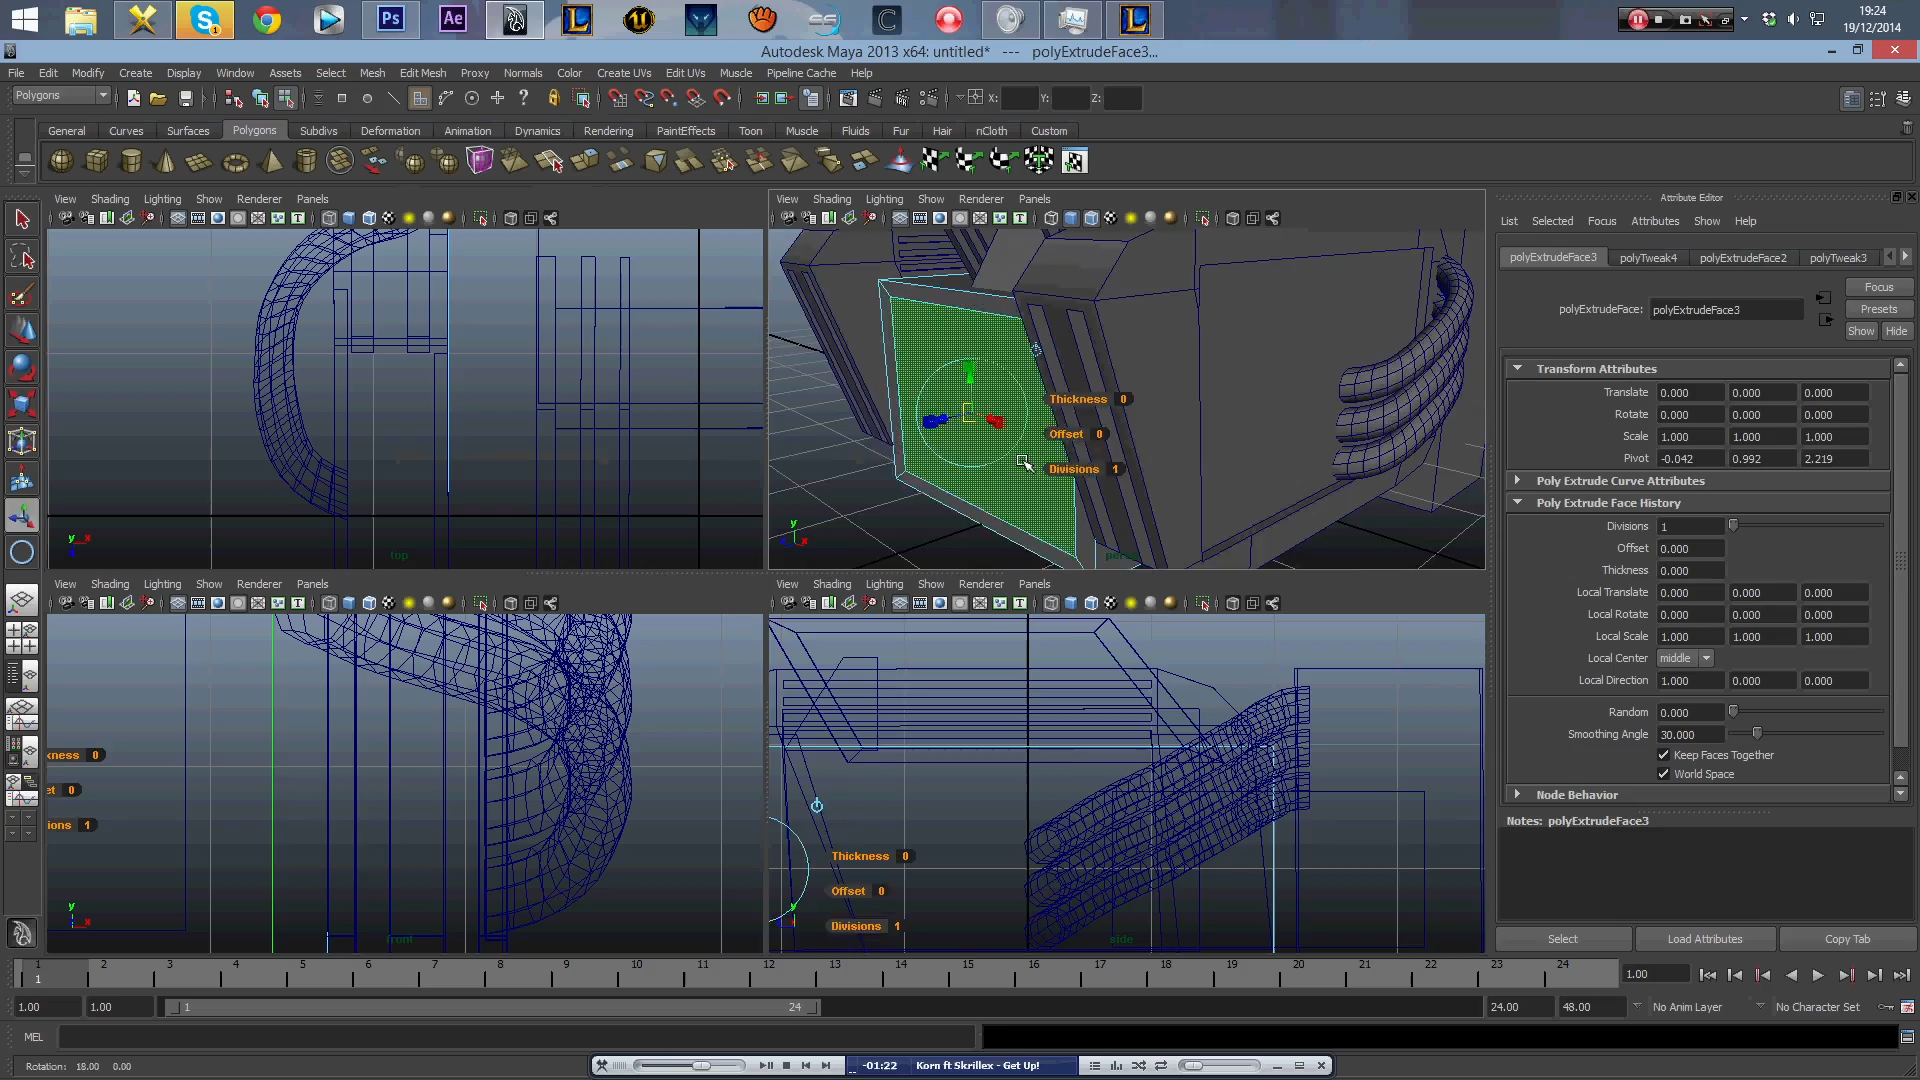 19:24
19/12/2014
Autodesk Maya 2013 x64: untitled* --- polyExtrudeFace3...
File Edit Modify Create Display Window Assets Select Mesh Edit Mesh Proxy Normals Color Create UVs Edit UVs Muscle Pipeline Cache Help
Polygons X: Y: Z:
General Curves Surfaces Polygons Subdivs Deformation Animation Dynamics Rendering PaintEffects Toon Muscle Fluids Fur Hair nCloth Custom
View Shading Lighting Show Renderer Panels
View Shading Lighting Show Renderer Panels
top
Thickness 0
Offset 0
Divisions 1
View Shading Lighting Show Renderer Panels
View Shading Lighting Show Renderer Panels
kness 0
et 0
ions 1
front
Thickness 0
Offset 0
Divisions 1
side
Attribute Editor
List Selected Focus Attributes Show Help
polyExtrudeFace3 polyTweak4 polyExtrudeFace2 polyTweak3
polyExtrudeFace: polyExtrudeFace3
Focus
Presets
Show Hide
Transform Attributes
Translate 0.000 0.000 0.000
Rotate 0.000 0.000 0.000
Scale 1.000 1.000 1.000
Pivot -0.042 0.992 2.219
Poly Extrude Curve Attributes
Poly Extrude Face History
Divisions 1
Offset 0.000
Thickness 0.000
Local Translate 0.000 0.000 0.000
Local Rotate 0.000 0.000 0.000
Local Scale 1.000 1.000 1.000
Local Center middle
Local Direction 1.000 0.000 0.000
Random 0.000
Smoothing Angle 30.000
Keep Faces Together
World Space
Node Behavior
Notes: polyExtrudeFace3
Select Load Attributes Copy Tab
1 2 3 4 5 6 7 8 9 10 11 12 13 14 15 16 17 18 19 20 21 22 23 24
1 1.00
1.00 1.00 1 24 24.00 48.00 No Anim Layer No Character Set
MEL
Rotation: 18.00 0.00
-01:22 Korn ft Skrillex - Get Up!